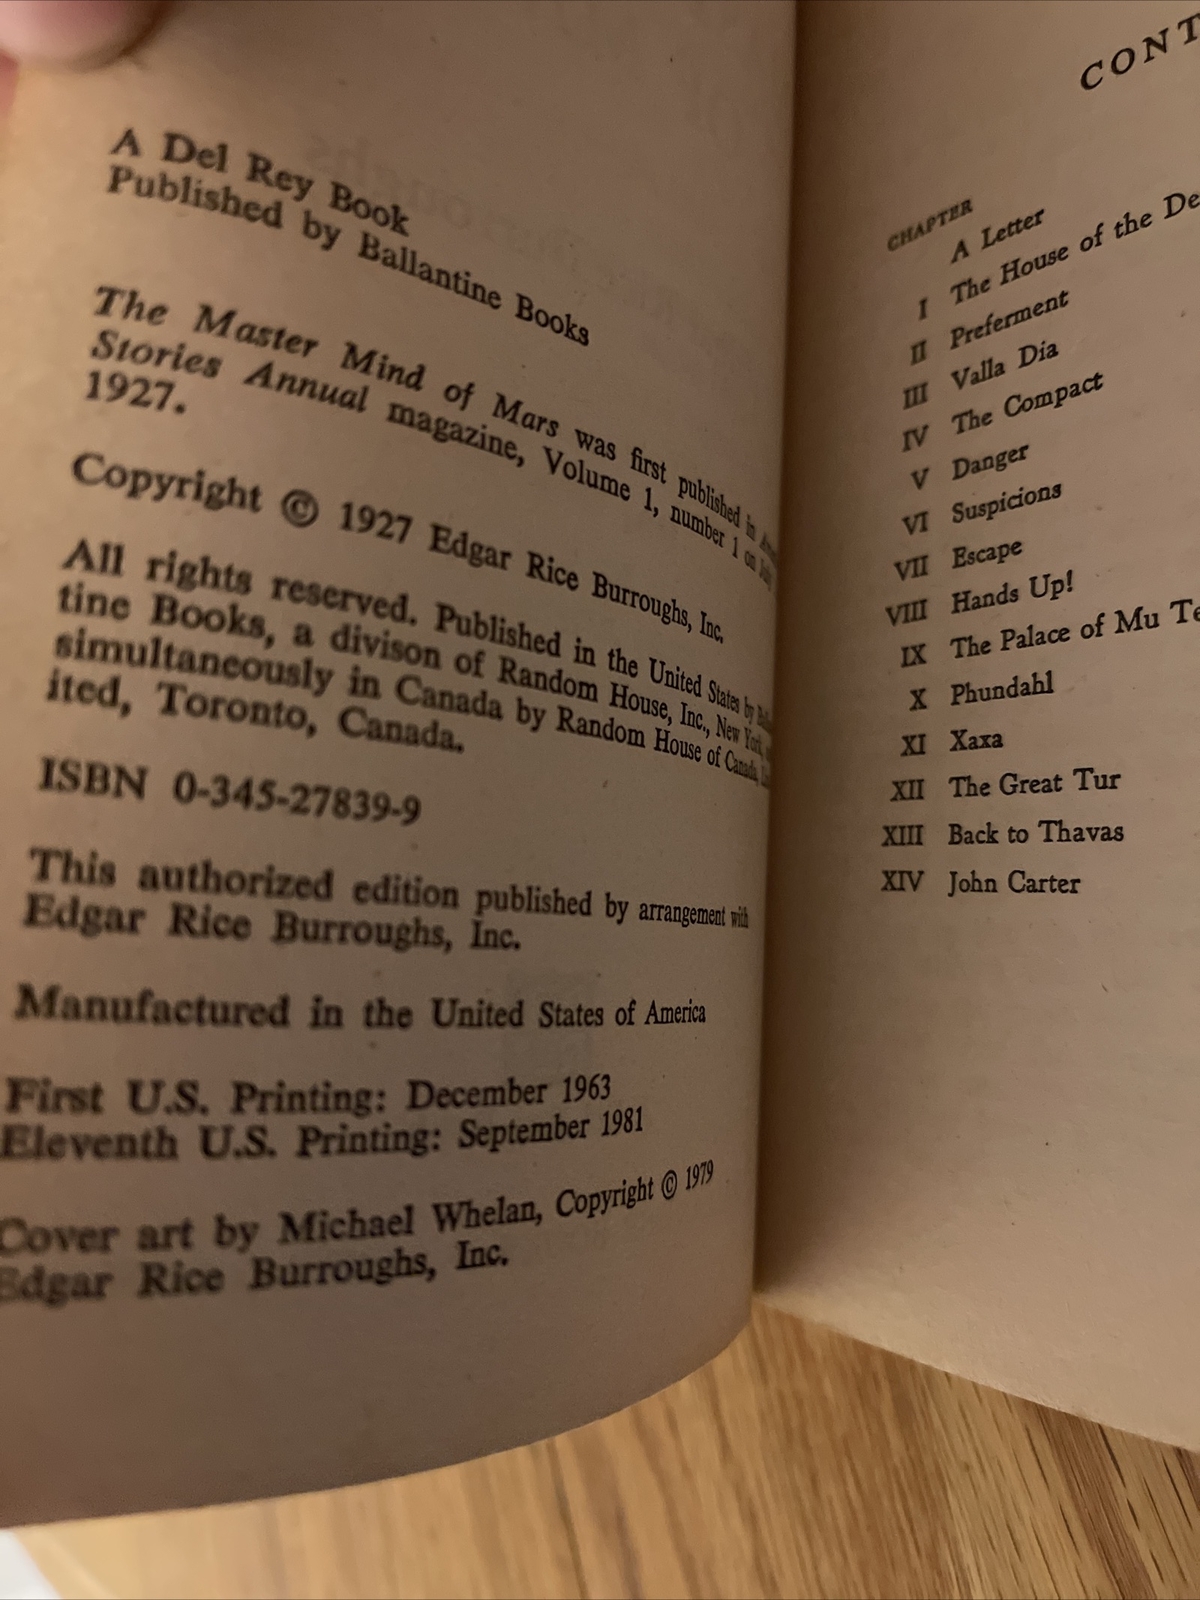 A Del Rey Book
Published by Ballantine Books
The Master Mind of Mars was first published in
Stories Annual magazine, Volume 1, number 1 on July
1927.
Copyright © 1927 Edgar Rice Burroughs, Inc.
All rights reserved. Published in the United States by
tine Books, a divison of Random House, Inc., New York,
simultaneously in Canada by Random House of Canada,
ited, Toronto, Canada.
ISBN 0-345-27839-9
This authorized edition published by arrangement with
Edgar Rice Burroughs, Inc.
Manufactured in the United States of America
First U.S. Printing: December 1963
Eleventh U.S. Printing: September 1981
Cover art by Michael Whelan, Copyright © 1979
Edgar Rice Burroughs, Inc.
CONT
CHAPTER
A Letter
I The House of the De
II Preferment
III Valla Dia
IV The Compact
V Danger
VI Suspicions
VII Escape
VIII Hands Up!
IX The Palace of Mu Te
X Phundahl
XI Xaxa
XII The Great Tur
XIII Back to Thavas
XIV John Carter